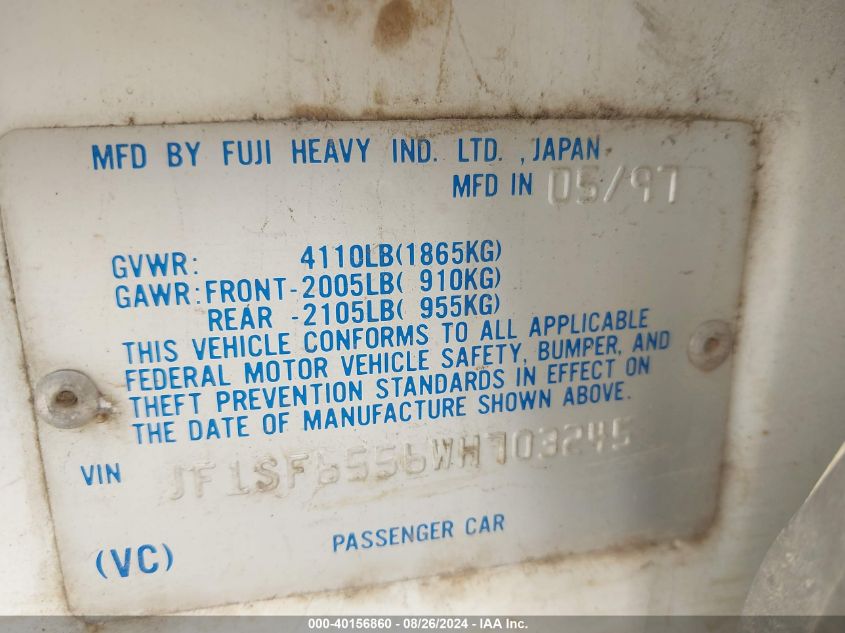 MFD BY FUJI HEAVY IND. LTD. , JAPAN
MFD IN 05/97
GVWR: 4110LB(1865KG)
GAWR:FRONT-2005LB( 910KG)
REAR -2105LB( 955KG)
THIS VEHICLE CONFORMS TO ALL APPLICABLE
FEDERAL MOTOR VEHICLE SAFETY, BUMPER, AND
THEFT PREVENTION STANDARDS IN EFFECT ON
THE DATE OF MANUFACTURE SHOWN ABOVE.
VIN JF1SF6556WH703245
PASSENGER CAR
(VC)
000-40156860 - 08/26/2024 - IAA Inc.